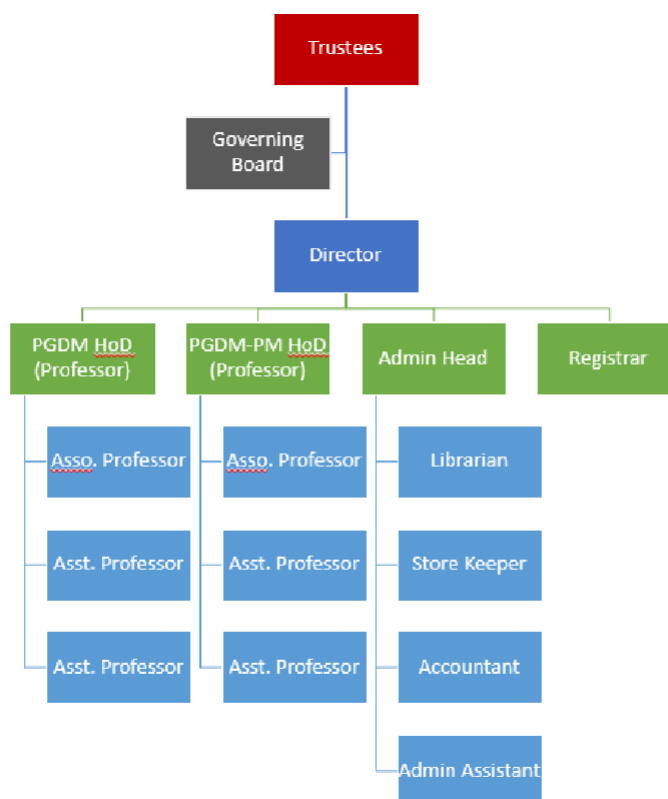 Trustees
Governing
Board
Director
PGDM HoD
(Professor)
PGDM-PM HoD
(Professor)
Admin Head
Registrar
Asso. Professor
Asso. Professor
Librarian
Asst. Professor
Asst. Professor
Store Keeper
Asst. Professor
Asst. Professor
Accountant
Admin Assistant